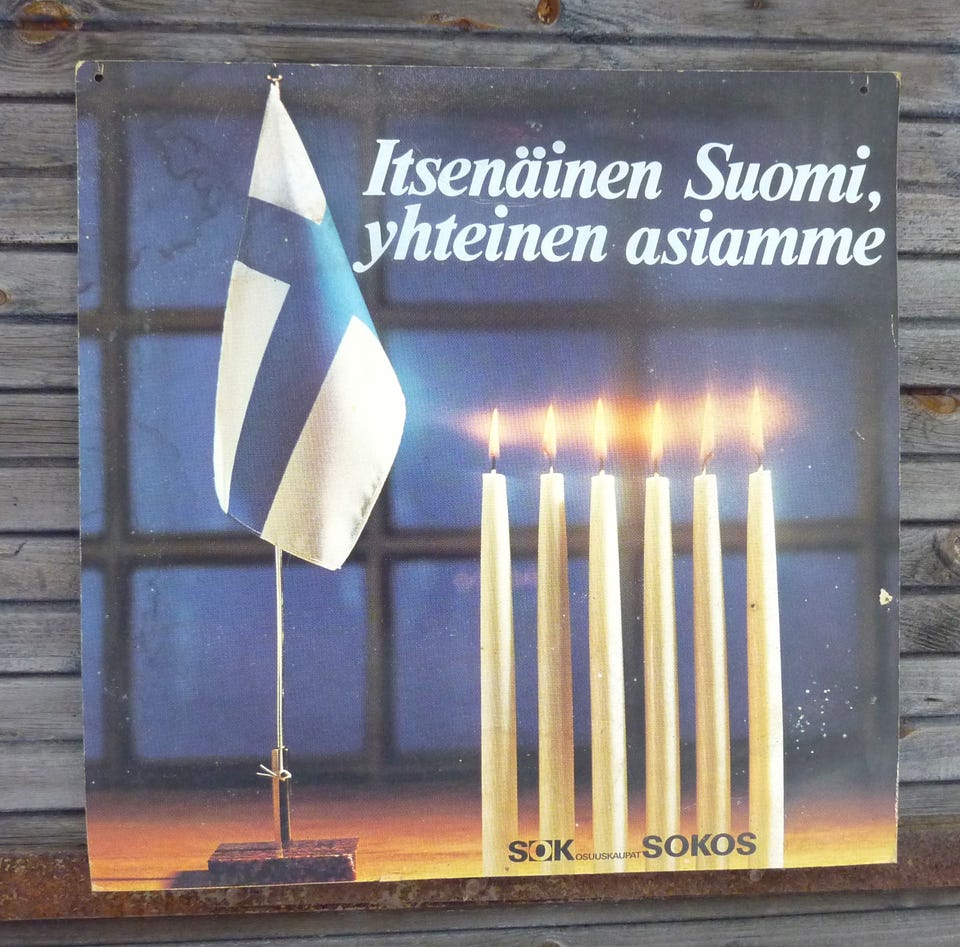 Itsenäinen Suomi,
yhteinen asiamme
SOK OSUUSKAUPAT SOKOS